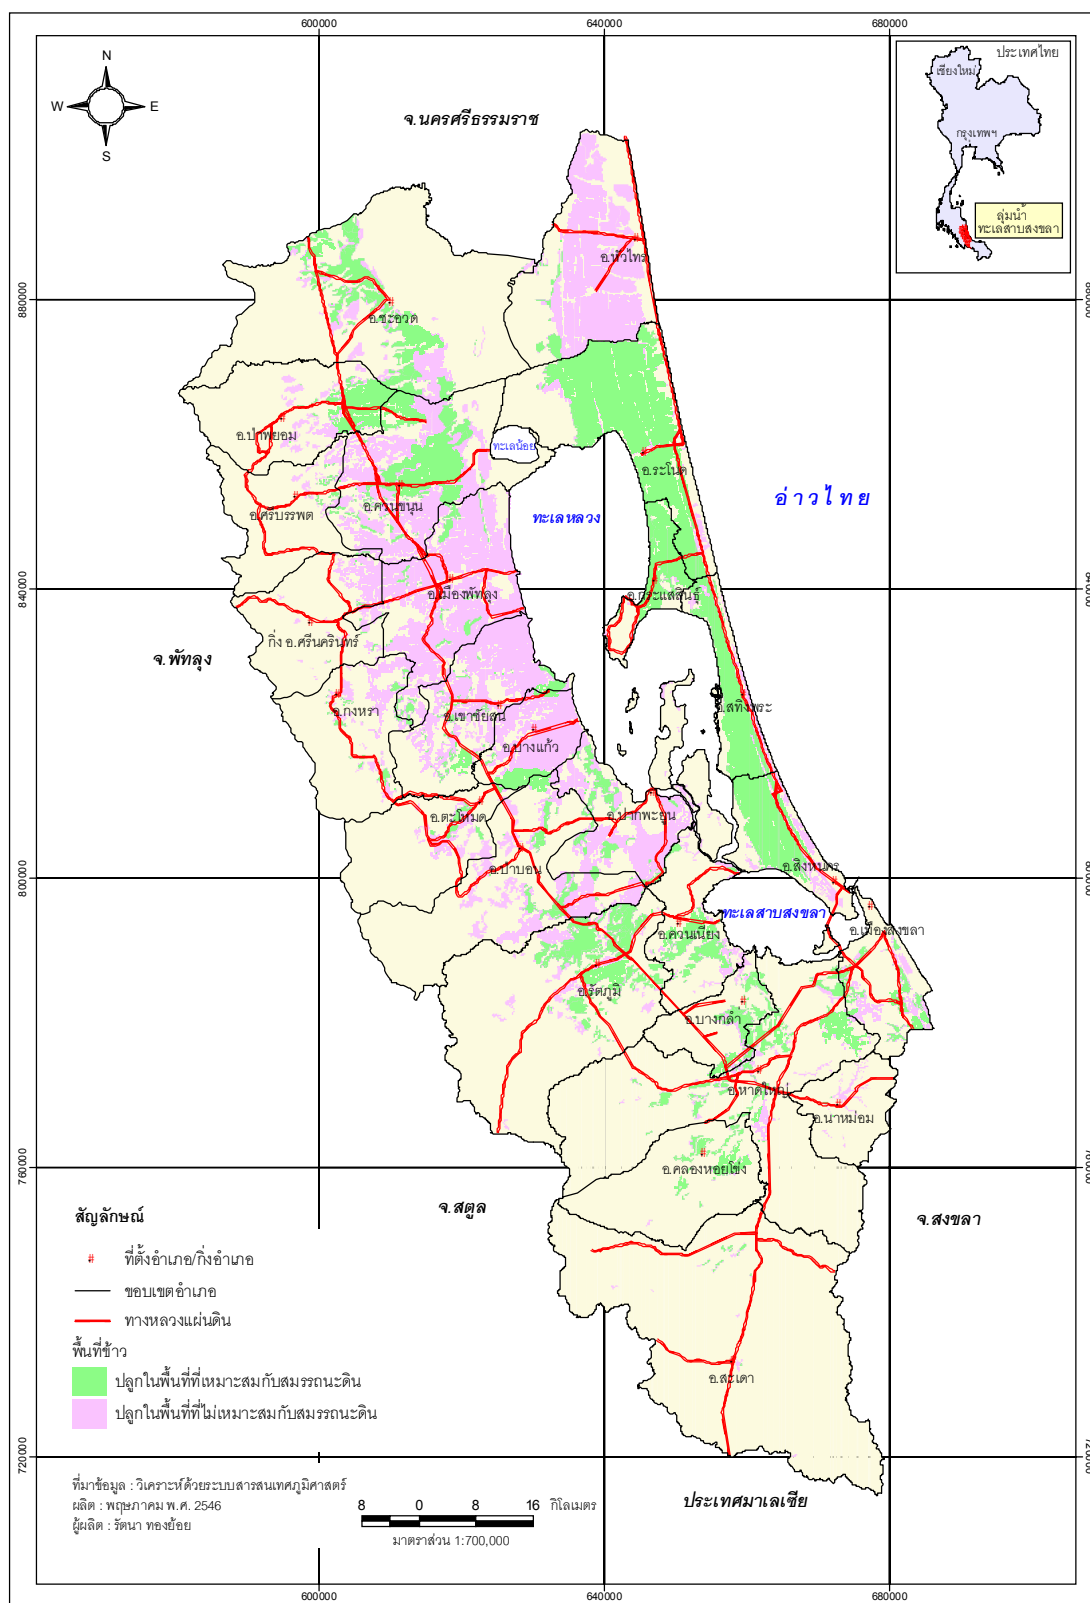 600000
640000
680000
N
W
E
S
จ.นครศรีธรรมราช
ประเทศไทย
เชียงใหม่
กรุงเทพฯ
ลุ่มน้ำ
ทะเลสาบสงขลา
อ.หัวไทร
880000
880000
อ.ชะอวด
อ.ป่าพยอม
ทะเลน้อย
อ.ระโนด
อ่าวไทย
อ.ศรีบรรพต
อ.ควนขนุน
ทะเลหลวง
840000
840000
อ.เมืองพัทลุง
อ.กระแสสินธุ์
กิ่ง อ.ศรีนครินทร์
จ.พัทลุง
อ.กงหรา
อ.เขาชัยสน
อ.สทิงพระ
อ.บางแก้ว
อ.ตะโหมด
อ.ปากพะยูน
อ.ป่าบอน
อ.สิงหนคร
800000
800000
ทะเลสาบสงขลา
อ.ควนเนียง
อ.เมืองสงขลา
อ.รัตภูมิ
อ.บางกล่ำ
อ.หาดใหญ่
อ.นาหม่อม
760000
760000
อ.คลองหอยโข่ง
จ.สตูล
จ.สงขลา
สัญลักษณ์
ที่ตั้งอำเภอ/กิ่งอำเภอ
ขอบเขตอำเภอ
ทางหลวงแผ่นดิน
พื้นที่ข้าว
ปลูกในพื้นที่ที่เหมาะสมกับสมรรถนะดิน
ปลูกในพื้นที่ที่ไม่เหมาะสมกับสมรรถนะดิน
อ.สะเดา
720000
720000
ที่มาข้อมูล : วิเคราะห์ด้วยระบบสารสนเทศภูมิศาสตร์
ผลิต : พฤษภาคม พ.ศ. 2546
ผู้ผลิต : รัตนา ทองย้อย
8 0 8 16 กิโลเมตร
มาตราส่วน 1:700,000
ประเทศมาเลเซีย
600000
640000
680000